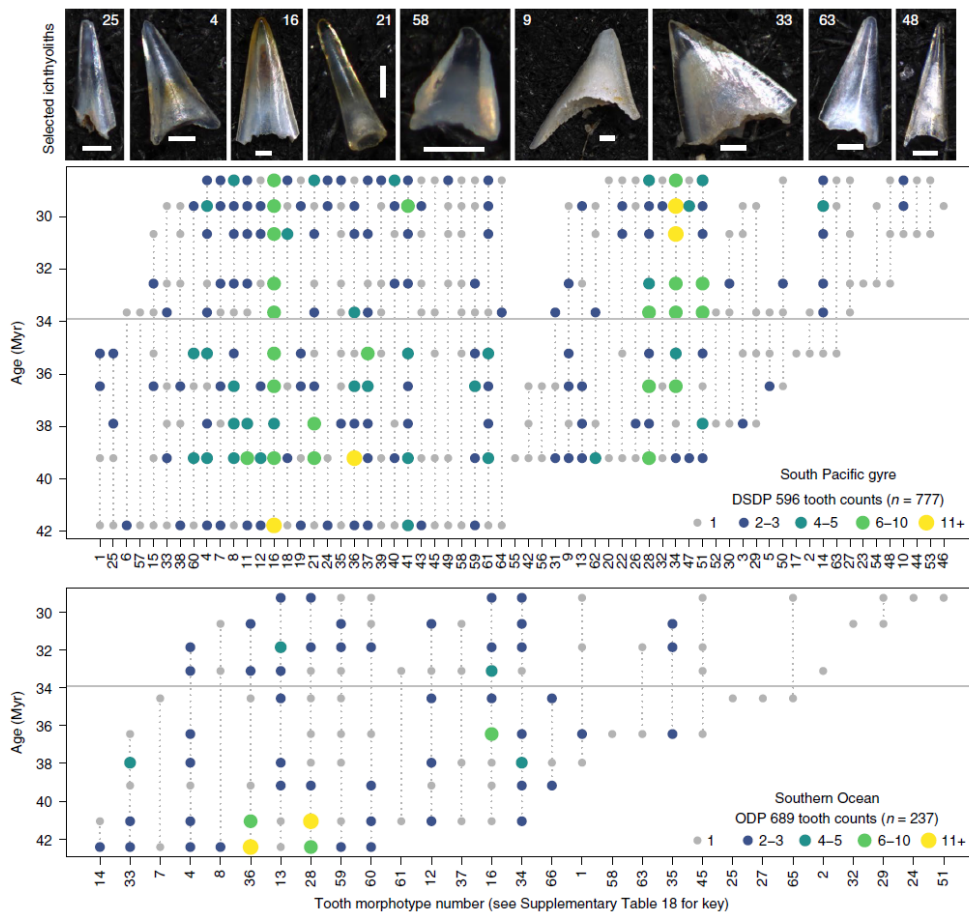 Selected ichthyoliths
25
4
16
21
58
9
33
63
48
Age (Myr)
30
32
34
36
38
40
42
South Pacific gyre
DSDP 596 tooth counts (n = 777)
1 2–3 4–5 6–10 11+
1 25 6 57 15 33 38 60 4 7 8 11 12 16 18 19 21 24 35 36 37 39 40 41 43 45 49 58 59 61 64 55 42 56 31 9 13 62 20 22 26 28 32 34 47 51 52 30 3 29 5 50 17 2 14 63 27 23 54 48 10 44 53 46
Age (Myr)
30
32
34
36
38
40
42
Southern Ocean
ODP 689 tooth counts (n = 237)
1 2–3 4–5 6–10 11+
14 33 7 4 8 36 13 28 59 60 61 12 37 16 34 66 1 58 63 35 45 25 27 65 2 32 29 24 51
Tooth morphotype number (see Supplementary Table 18 for key)